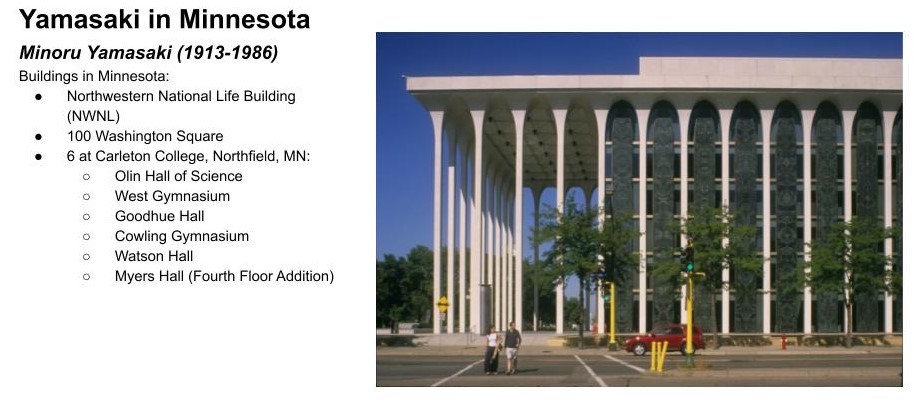 Yamasaki in Minnesota
Minoru Yamasaki (1913-1986)
Buildings in Minnesota:
● Northwestern National Life Building
(NWNL)
● 100 Washington Square
● 6 at Carleton College, Northfield, MN:
○ Olin Hall of Science
○ West Gymnasium
○ Goodhue Hall
○ Cowling Gymnasium
○ Watson Hall
○ Myers Hall (Fourth Floor Addition)